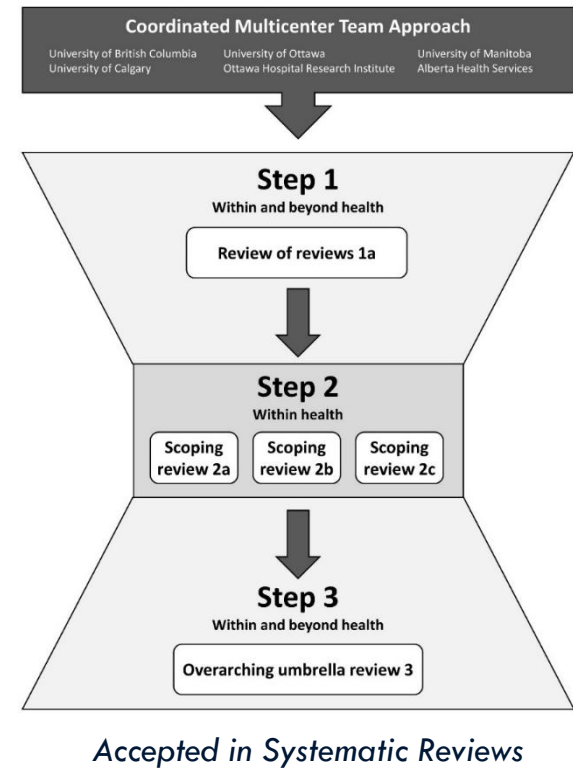 Coordinated Multicenter Team Approach
University of British Columbia University of Ottawa University of Manitoba
University of Calgary Ottawa Hospital Research Institute Alberta Health Services
Step 1
Within and beyond health
Review of reviews 1a
Step 2
Within health
Scoping Scoping Scoping
review 2a review 2b review 2c
Step 3
Within and beyond health
Overarching umbrella review 3
Accepted in Systematic Reviews